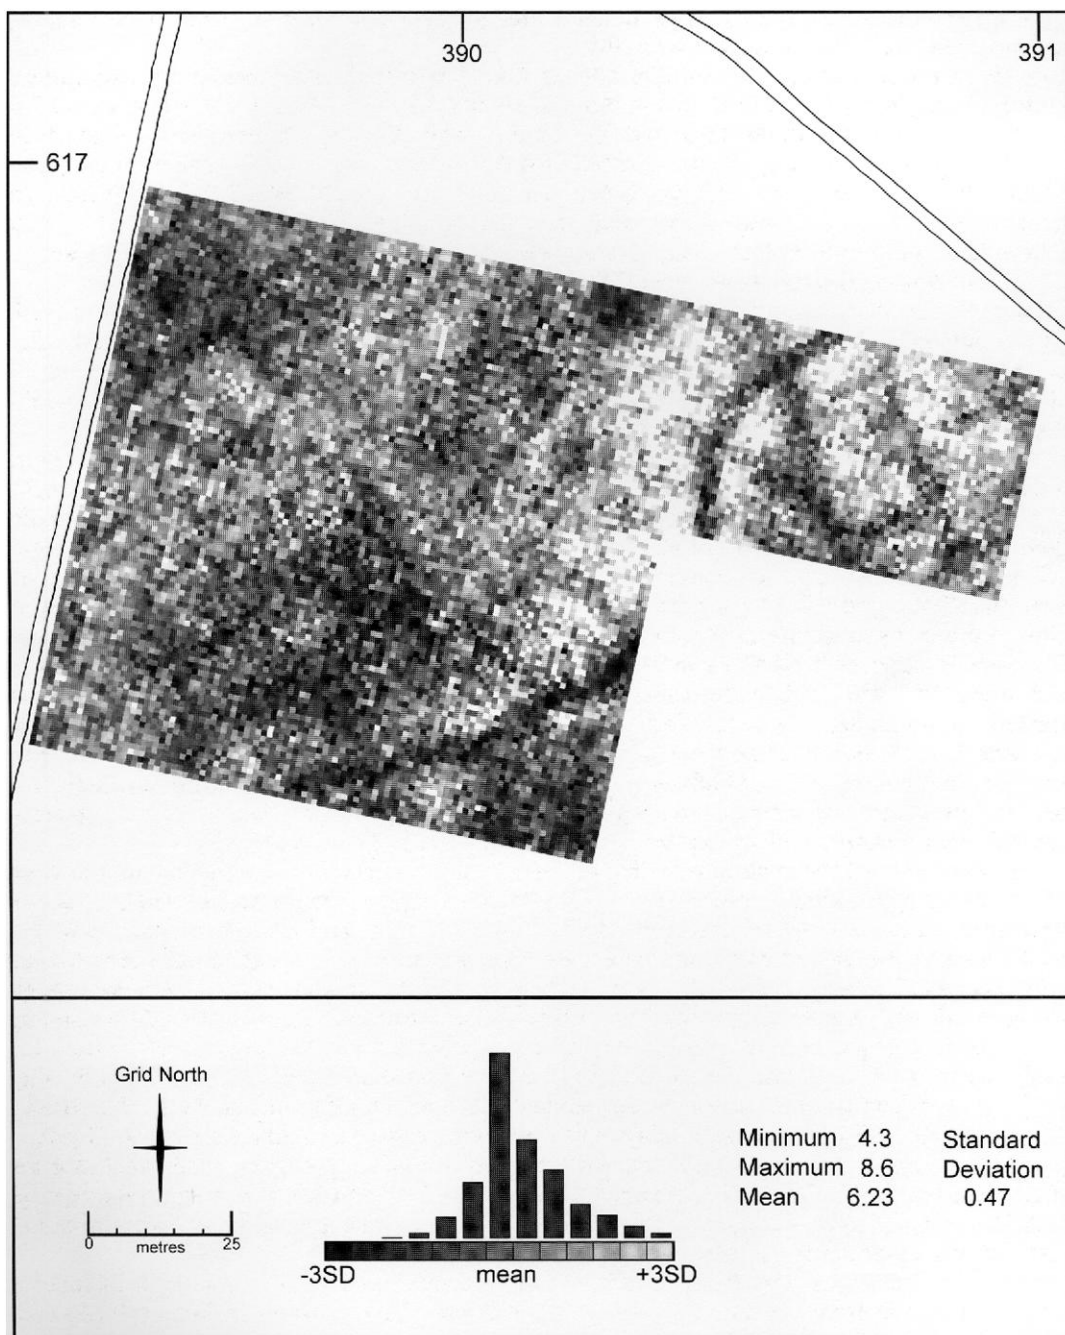 390
391
617
Grid North
0 metres 25
-3SD mean +3SD
Minimum 4.3
Maximum 8.6
Mean 6.23
Standard
Deviation
0.47